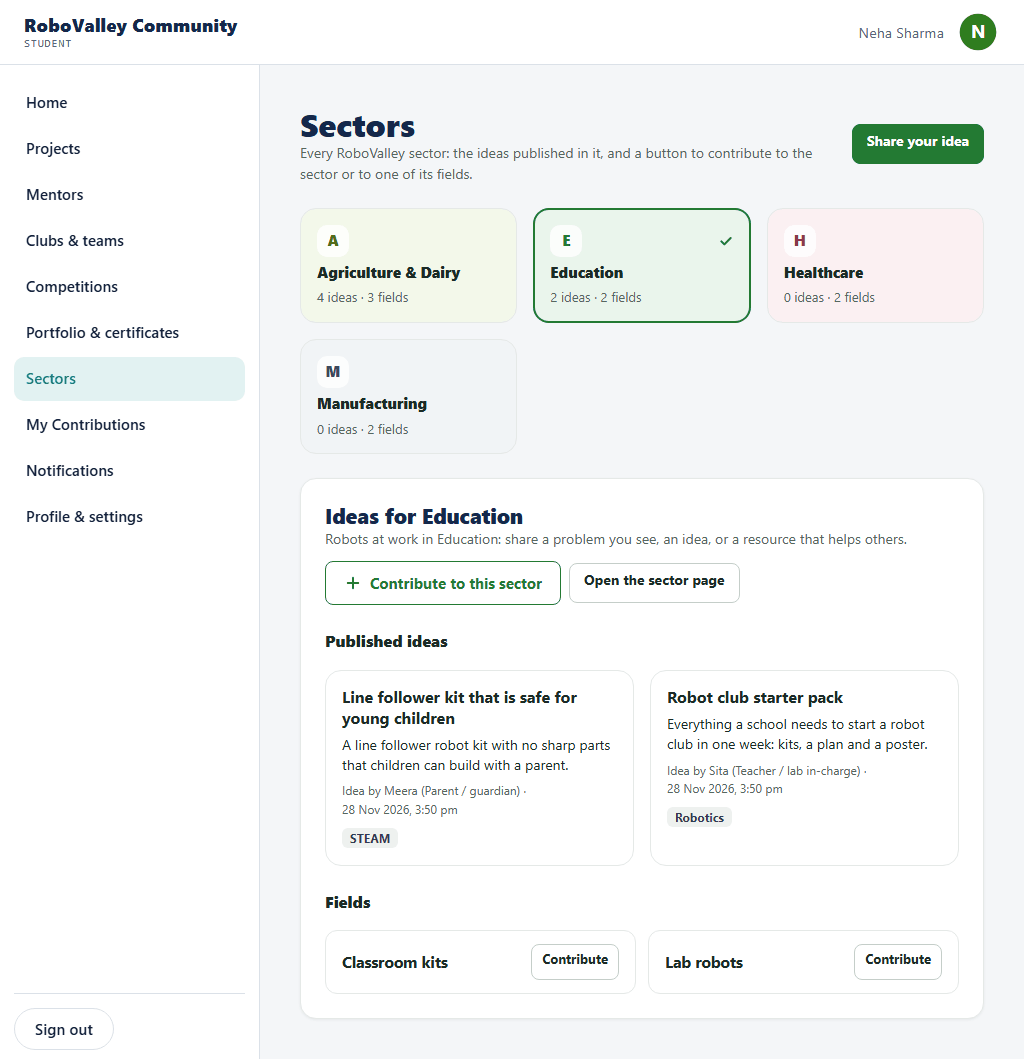 RoboValley Community
STUDENT
Neha Sharma
N
Home
Projects
Mentors
Clubs & teams
Competitions
Portfolio & certificates
Sectors
My Contributions
Notifications
Profile & settings
Sign out
Sectors
Every RoboValley sector: the ideas published in it, and a button to contribute to the
sector or to one of its fields.
Share your idea
A
Agriculture & Dairy
4 ideas · 3 fields
E
Education
2 ideas · 2 fields
H
Healthcare
0 ideas · 2 fields
M
Manufacturing
0 ideas · 2 fields
Ideas for Education
Robots at work in Education: share a problem you see, an idea, or a resource that helps others.
+ Contribute to this sector
Open the sector page
Published ideas
Line follower kit that is safe for
young children
A line follower robot kit with no sharp parts
that children can build with a parent.
Idea by Meera (Parent / guardian) ·
28 Nov 2026, 3:50 pm
STEAM
Robot club starter pack
Everything a school needs to start a robot
club in one week: kits, a plan and a poster.
Idea by Sita (Teacher / lab in-charge) ·
28 Nov 2026, 3:50 pm
Robotics
Fields
Classroom kits
Contribute
Lab robots
Contribute